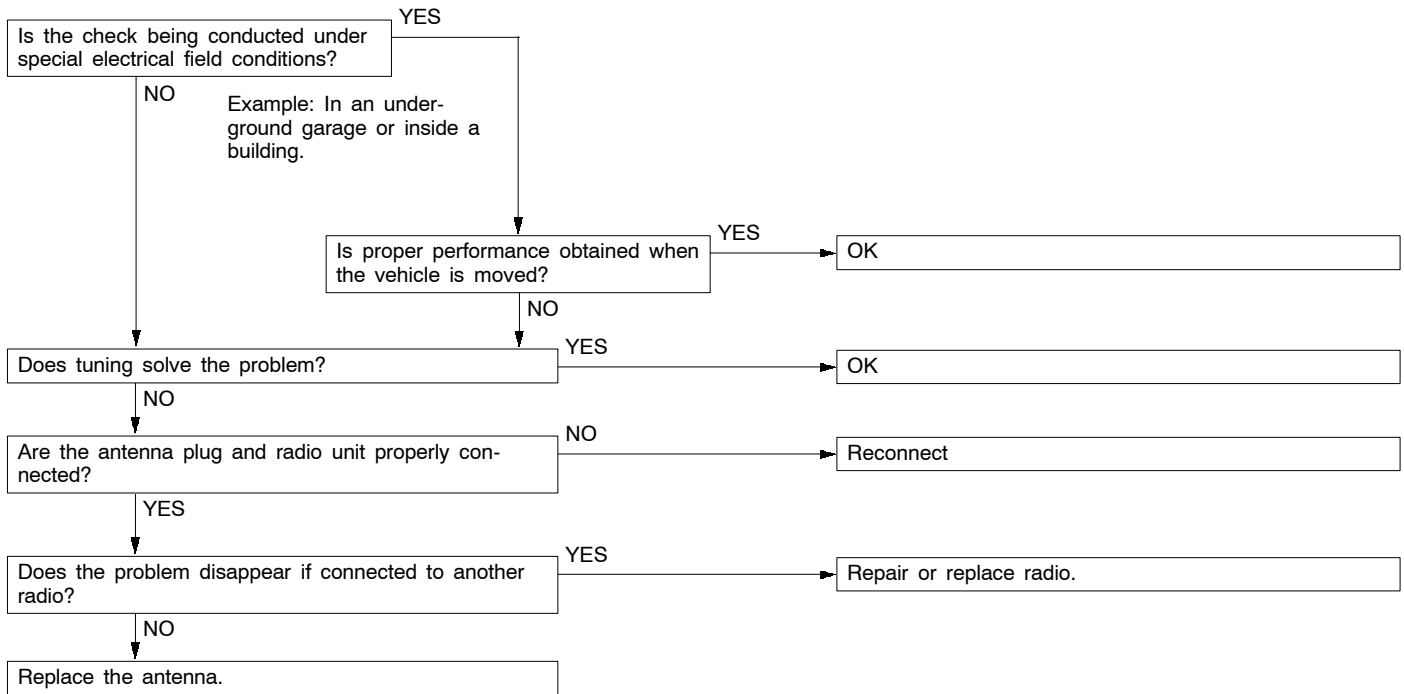 YES
Is the check being conducted under
special electrical field conditions?
NO
Example: In an under-
ground garage or inside a
building.
YES
Is proper performance obtained when
the vehicle is moved?
OK
NO
YES
Does tuning solve the problem?
OK
NO
NO
Are the antenna plug and radio unit properly con-
nected?
Reconnect
YES
YES
Does the problem disappear if connected to another
radio?
Repair or replace radio.
NO
Replace the antenna.